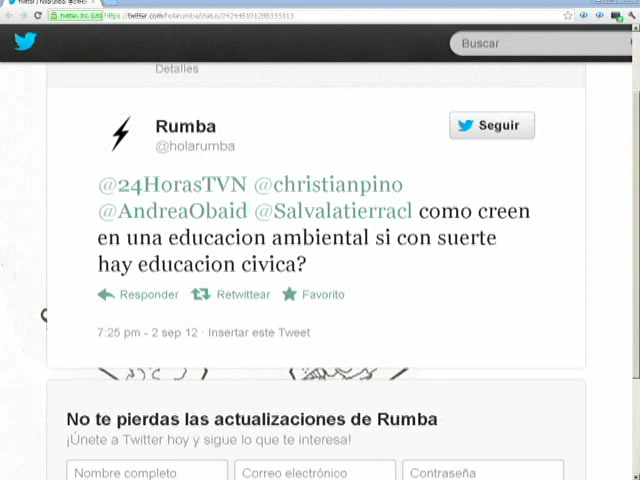 Buscar
Detalles
Rumba
@holarumba
Seguir
@24HorasTVN @christianpino
@AndreaObaid @Salvalatierracl como creen
en una educacion ambiental si con suerte
hay educacion civica?
Responder Retwittear Favorito
7:25 pm - 2 sep 12 · Insertar este Tweet
No te pierdas las actualizaciones de Rumba
¡Únete a Twitter hoy y sigue lo que te interesa!
Nombre completo Correo electrónico Contraseña